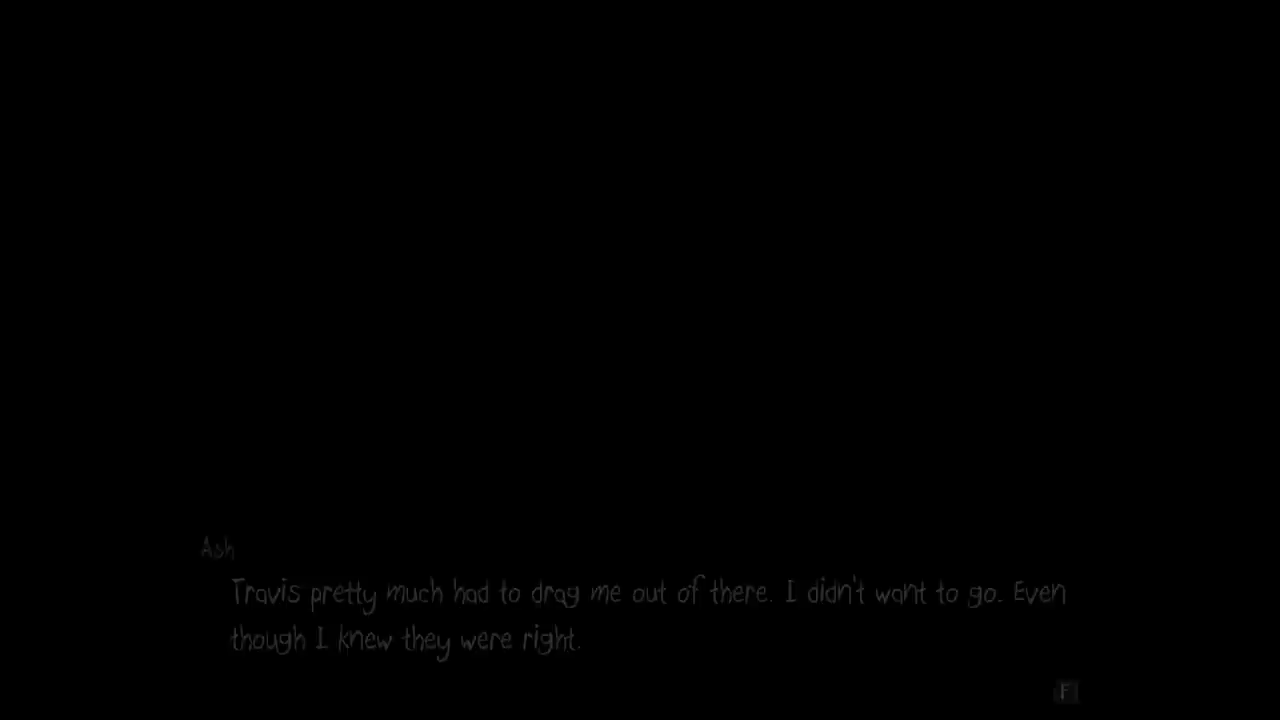 Ash
Travis pretty much had to drag me out of there. I didn't want to go. Even
though I knew they were right.
F